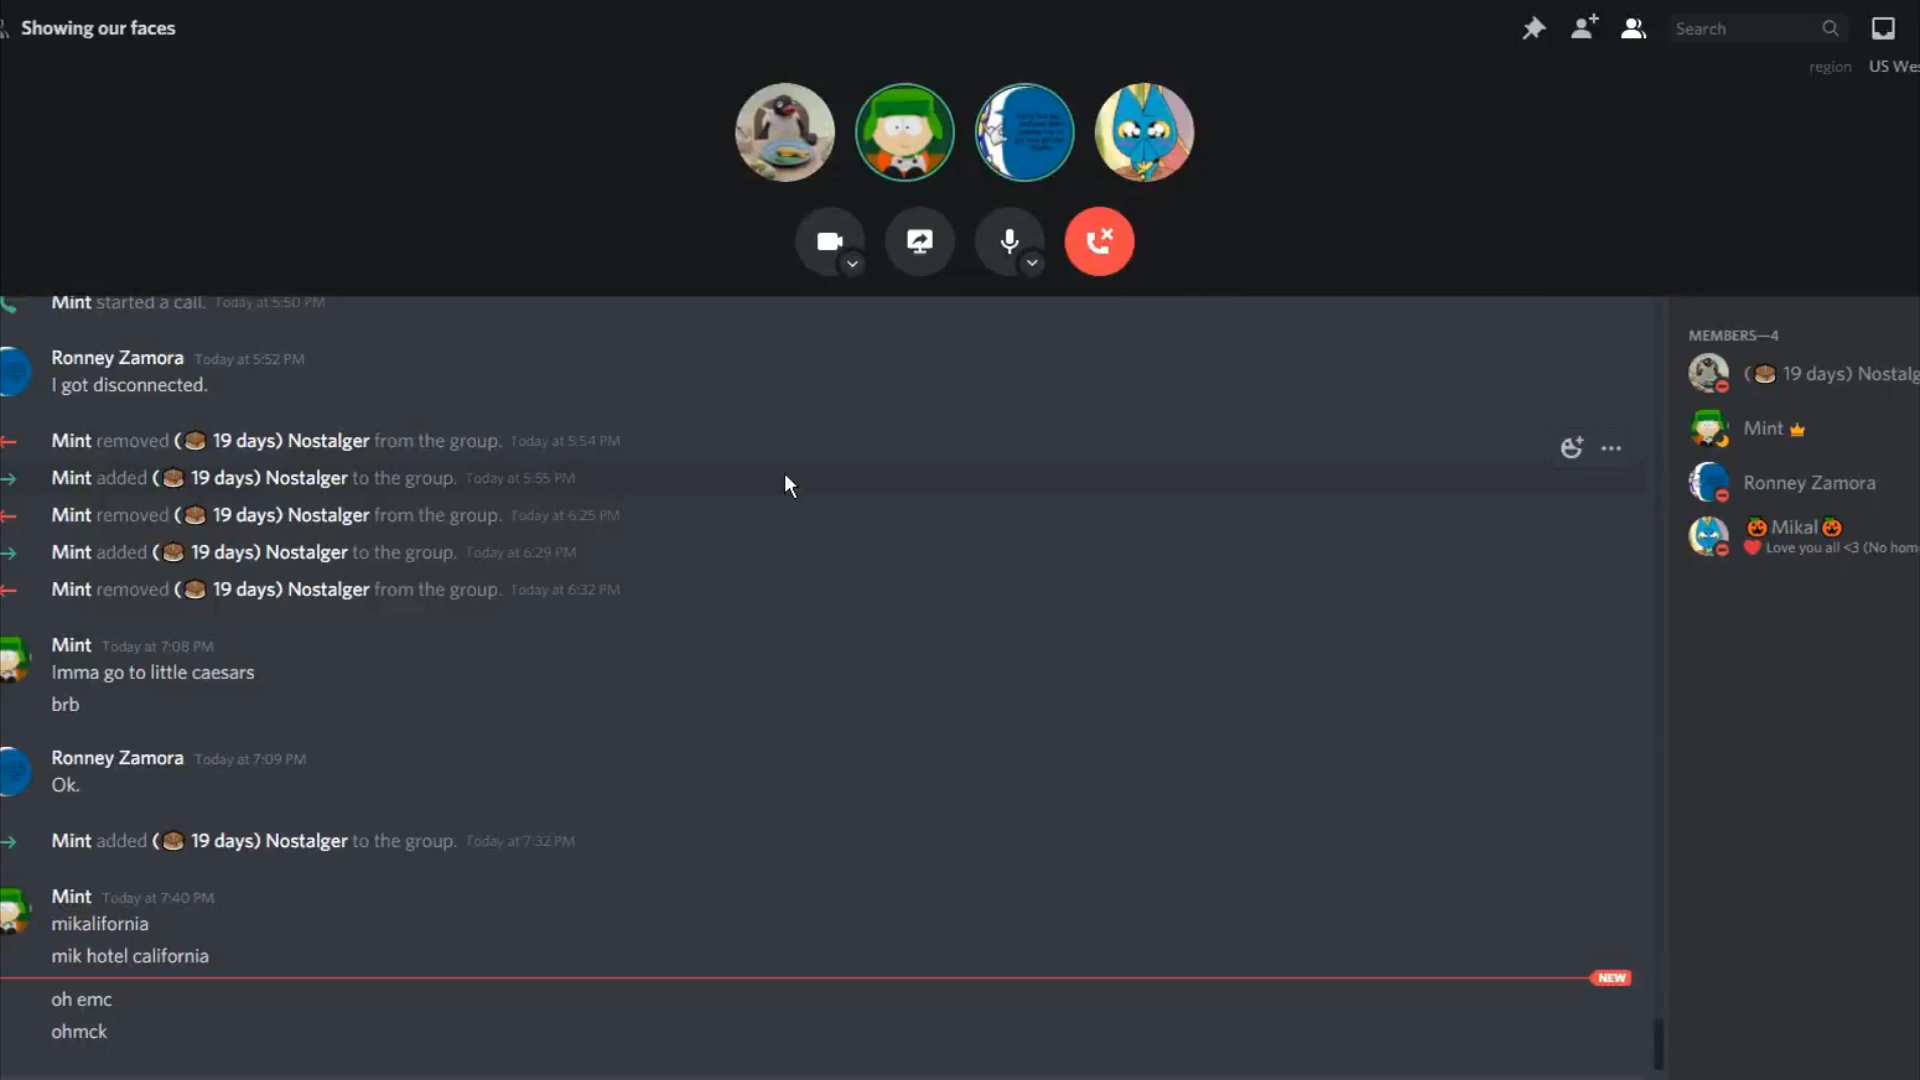 Showing our faces
Search
region US Wes
Mint started a call. Today at 5:50 PM
Ronney Zamora Today at 5:52 PM
I got disconnected.
Mint removed ( 19 days) Nostalger from the group. Today at 5:54 PM
Mint added ( 19 days) Nostalger to the group. Today at 5:55 PM
Mint removed ( 19 days) Nostalger from the group. Today at 6:25 PM
Mint added ( 19 days) Nostalger to the group. Today at 6:29 PM
Mint removed ( 19 days) Nostalger from the group. Today at 6:32 PM
Mint Today at 7:08 PM
Imma go to little caesars
brb
Ronney Zamora Today at 7:09 PM
Ok.
Mint added ( 19 days) Nostalger to the group. Today at 7:32 PM
Mint Today at 7:40 PM
mikalifornia
mik hotel california
NEW
oh emc
ohmck
MEMBERS—4
( 19 days) Nostalg
Mint
Ronney Zamora
Mikal
Love you all <3 (No hom